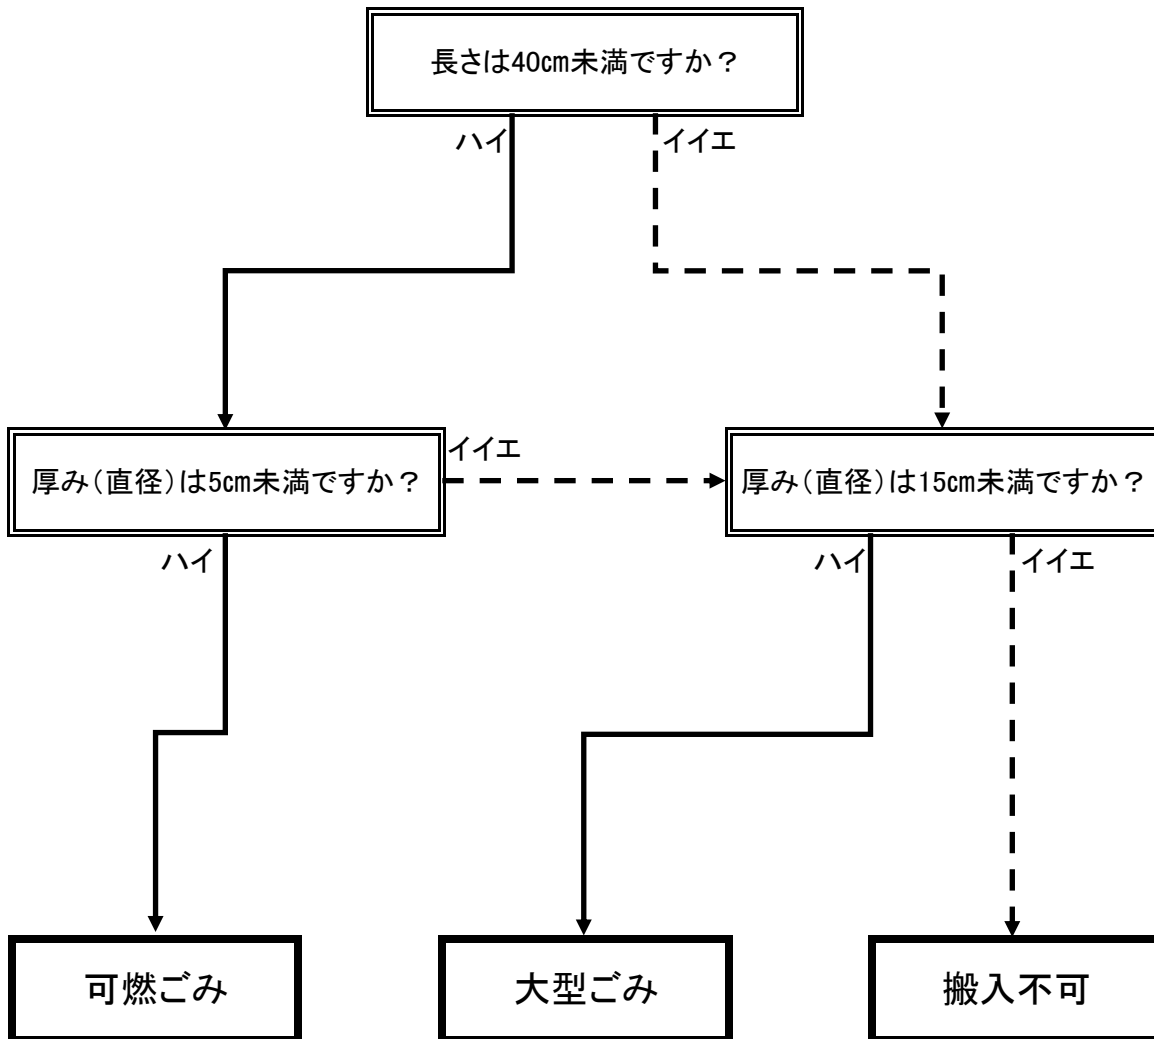 長さは40㎝未満ですか？
ハイ
イイエ
厚み（直径）は5㎝未満ですか？
イイエ
厚み（直径）は15㎝未満ですか？
ハイ
ハイ
イイエ
可燃ごみ
大型ごみ
搬入不可